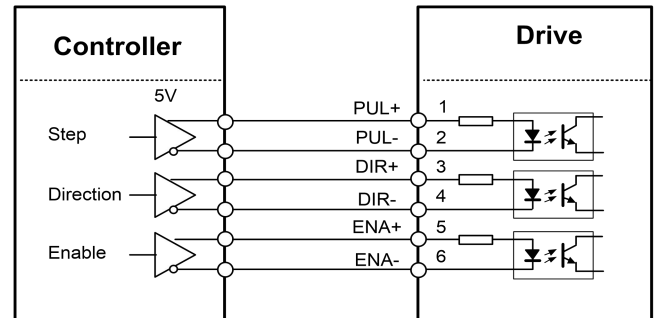 Controller
Drive
5V
Step
PUL+ 1
PUL- 2
Direction
DIR+ 3
DIR- 4
Enable
ENA+ 5
ENA- 6